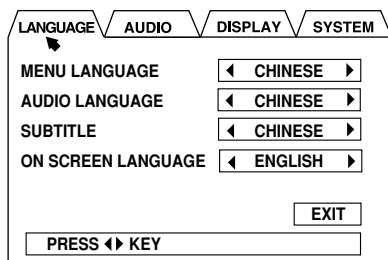 LANGUAGE AUDIO DISPLAY SYSTEM
MENU LANGUAGE ◀ CHINESE ▶
AUDIO LANGUAGE ◀ CHINESE ▶
SUBTITLE ◀ CHINESE ▶
ON SCREEN LANGUAGE ◀ ENGLISH ▶
EXIT
PRESS ◀▶ KEY